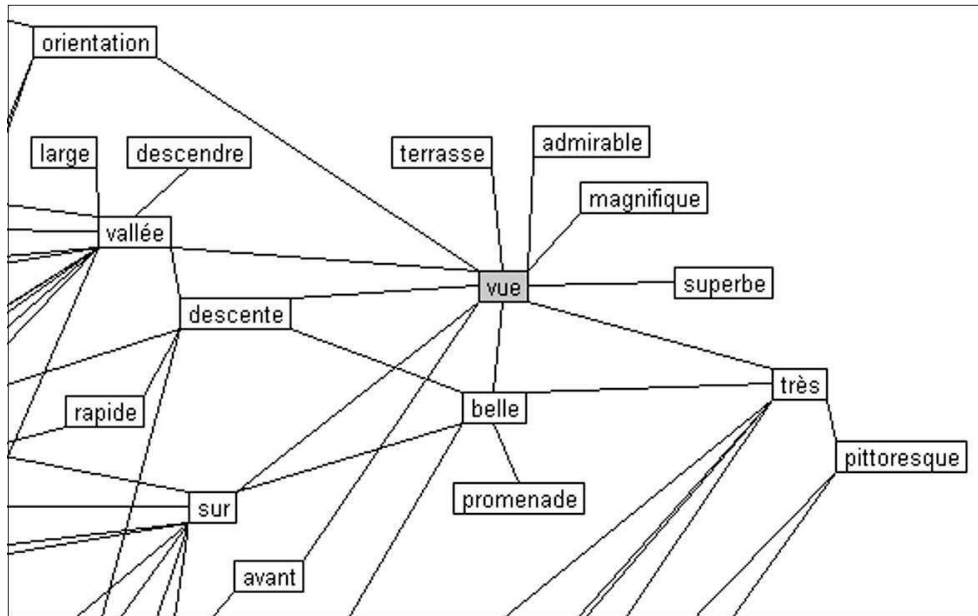 orientation
large
descendre
terrasse
admirable
magnifique
vallée
vue
superbe
descente
très
rapide
belle
pittoresque
promenade
sur
avant